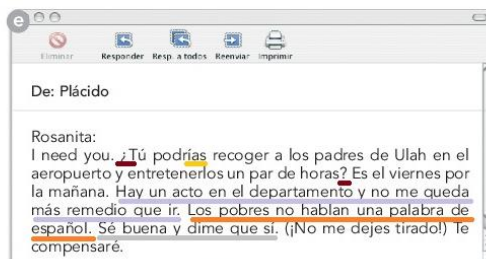 e
Eliminar Responder Resp. a todos Reenviar Imprimir
De: Plácido
Rosanita:
I need you. ¿Tú podrías recoger a los padres de Ulah en el
aeropuerto y entretenerlos un par de horas? Es el viernes por
la mañana. Hay un acto en el departamento y no me queda
más remedio que ir. Los pobres no hablan una palabra de
español. Sé buena y dime que sí. (¡No me dejes tirado!) Te
compensaré.